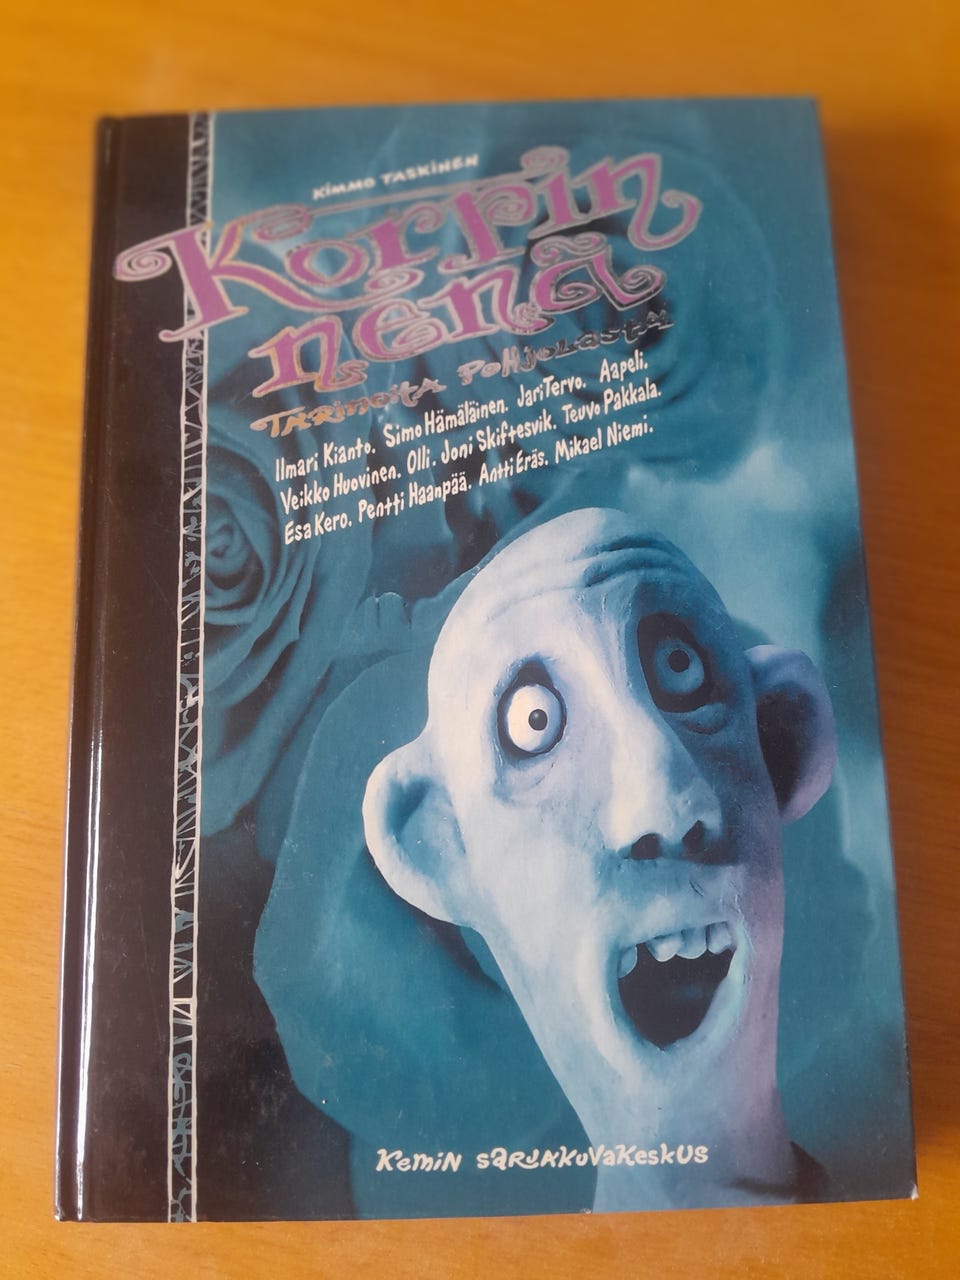 KIMMO TASKINEN
Korpin
nenä
TARINOITA POHJOLASTA
Ilmari Kianto. Simo Hämäläinen. Jari Tervo. Aapeli.
Veikko Huovinen. Olli. Joni Skiftesvik. Teuvo Pakkala.
Esa Kero. Pentti Haanpää. Antti Eräs. Mikael Niemi.
KEMIN SARJAKUVAKESKUS